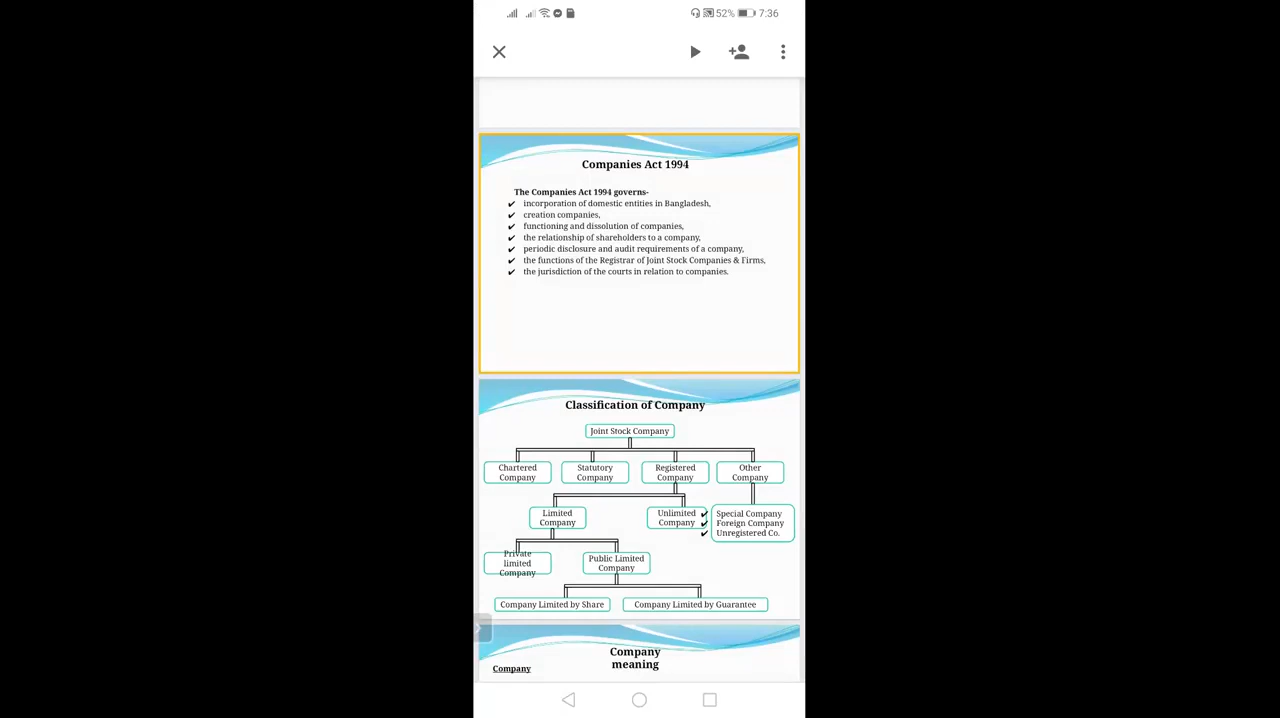 52% 7:36
Companies Act 1994
The Companies Act 1994 governs-
✔ incorporation of domestic entities in Bangladesh,
✔ creation companies,
✔ functioning and dissolution of companies,
✔ the relationship of shareholders to a company,
✔ periodic disclosure and audit requirements of a company,
✔ the functions of the Registrar of Joint Stock Companies & Firms,
✔ the jurisdiction of the courts in relation to companies.
Classification of Company
Joint Stock Company
Chartered
Company
Statutory
Company
Registered
Company
Other
Company
Limited
Company
Unlimited
Company
✔ Special Company
✔ Foreign Company
✔ Unregistered Co.
Private
limited
Company
Public Limited
Company
Company Limited by Share
Company Limited by Guarantee
Company
meaning
Company